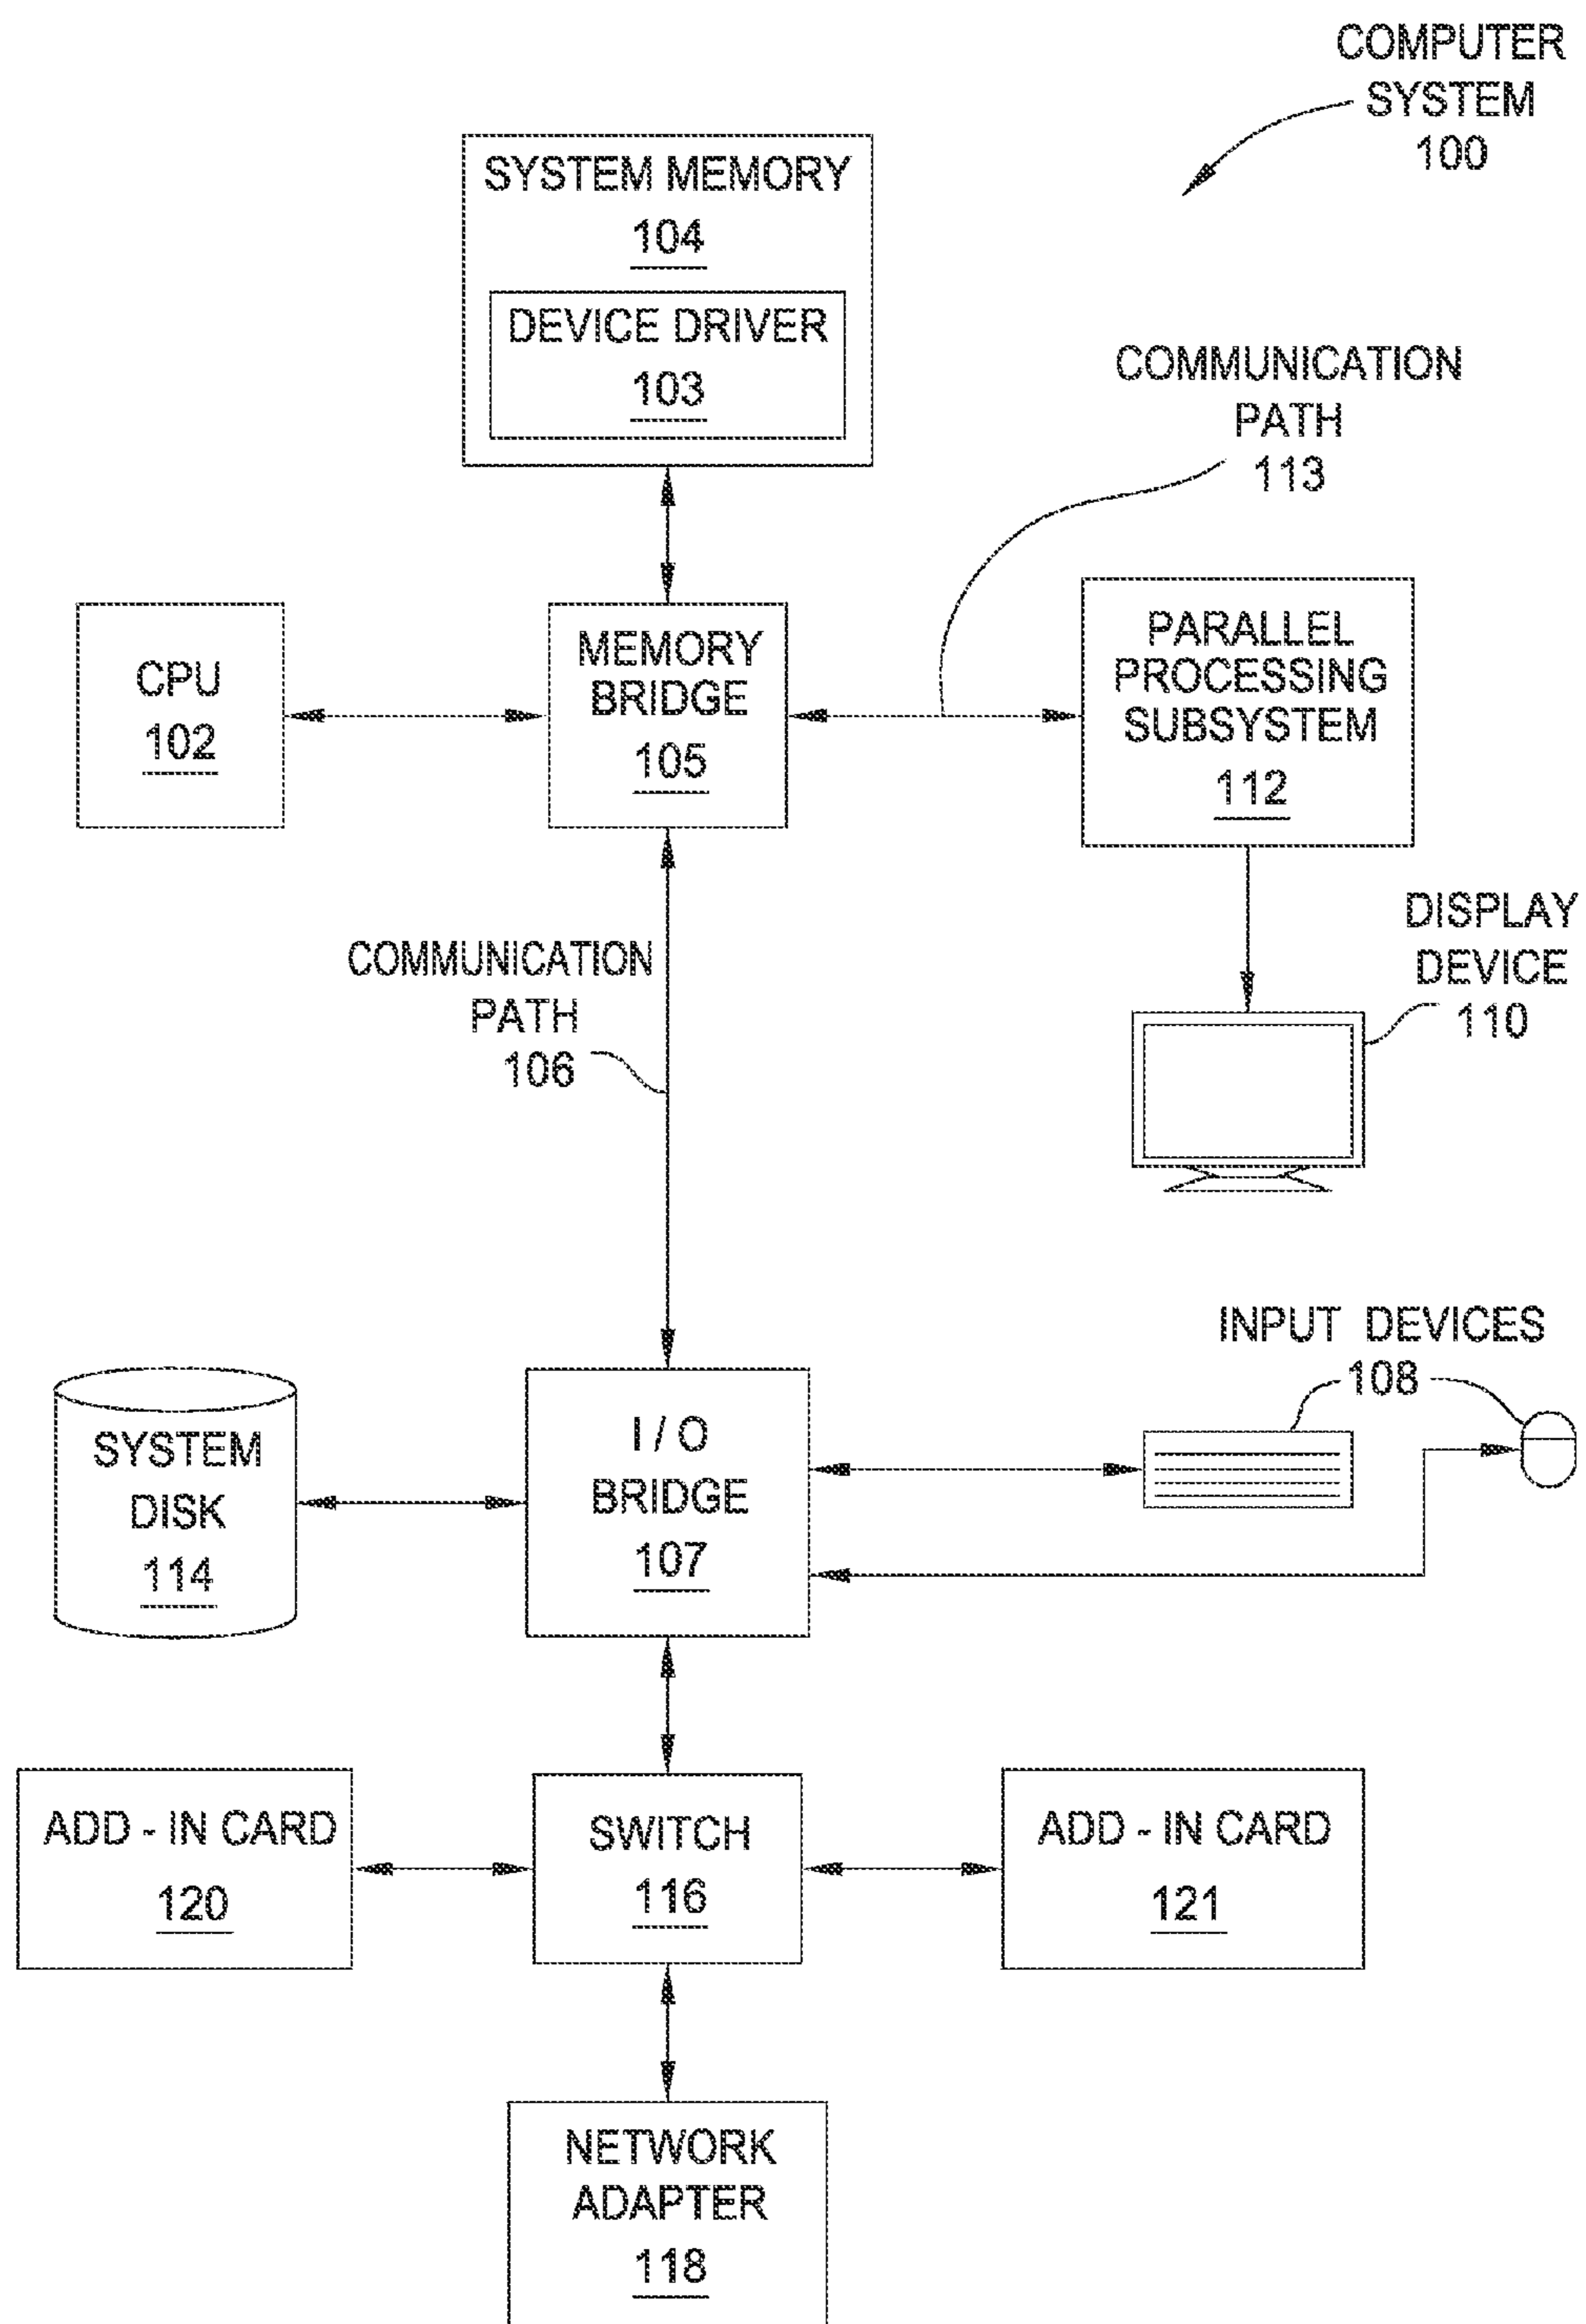 COMPUTER
SYSTEM
100
SYSTEM MEMORY
104
DEVICE DRIVER
103
COMMUNICATION
PATH
113
CPU
102
MEMORY
BRIDGE
105
PARALLEL
PROCESSING
SUBSYSTEM
112
DISPLAY
DEVICE
110
COMMUNICATION
PATH
106
INPUT DEVICES
108
SYSTEM
DISK
114
I / O
BRIDGE
107
ADD - IN CARD
120
SWITCH
116
ADD - IN CARD
121
NETWORK
ADAPTER
118